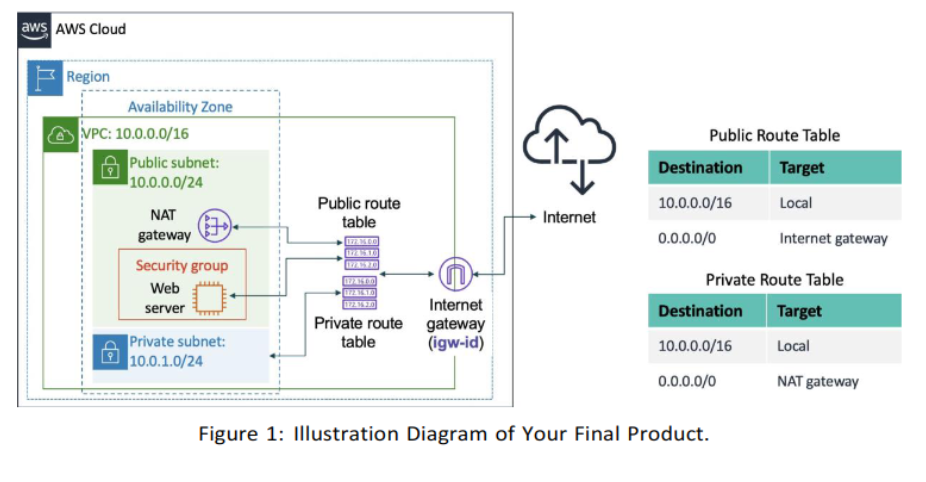 aws
AWS Cloud
Region
Availability Zone
VPC: 10.0.0.0/16
Public subnet:
10.0.0.0/24
NAT
gateway
Security group
Web
server
Private subnet:
10.0.1.0/24
Public route
table
172.16.0.0
172.16.1.0
172.16.2.0
172.16.0.0
172.16.1.0
172.16.2.0
Private route
table
Internet
gateway
(igw-id)
Internet
Public Route Table
Destination Target
10.0.0.0/16 Local
0.0.0.0/0 Internet gateway
Private Route Table
Destination Target
10.0.0.0/16 Local
0.0.0.0/0 NAT gateway
Figure 1: Illustration Diagram of Your Final Product.